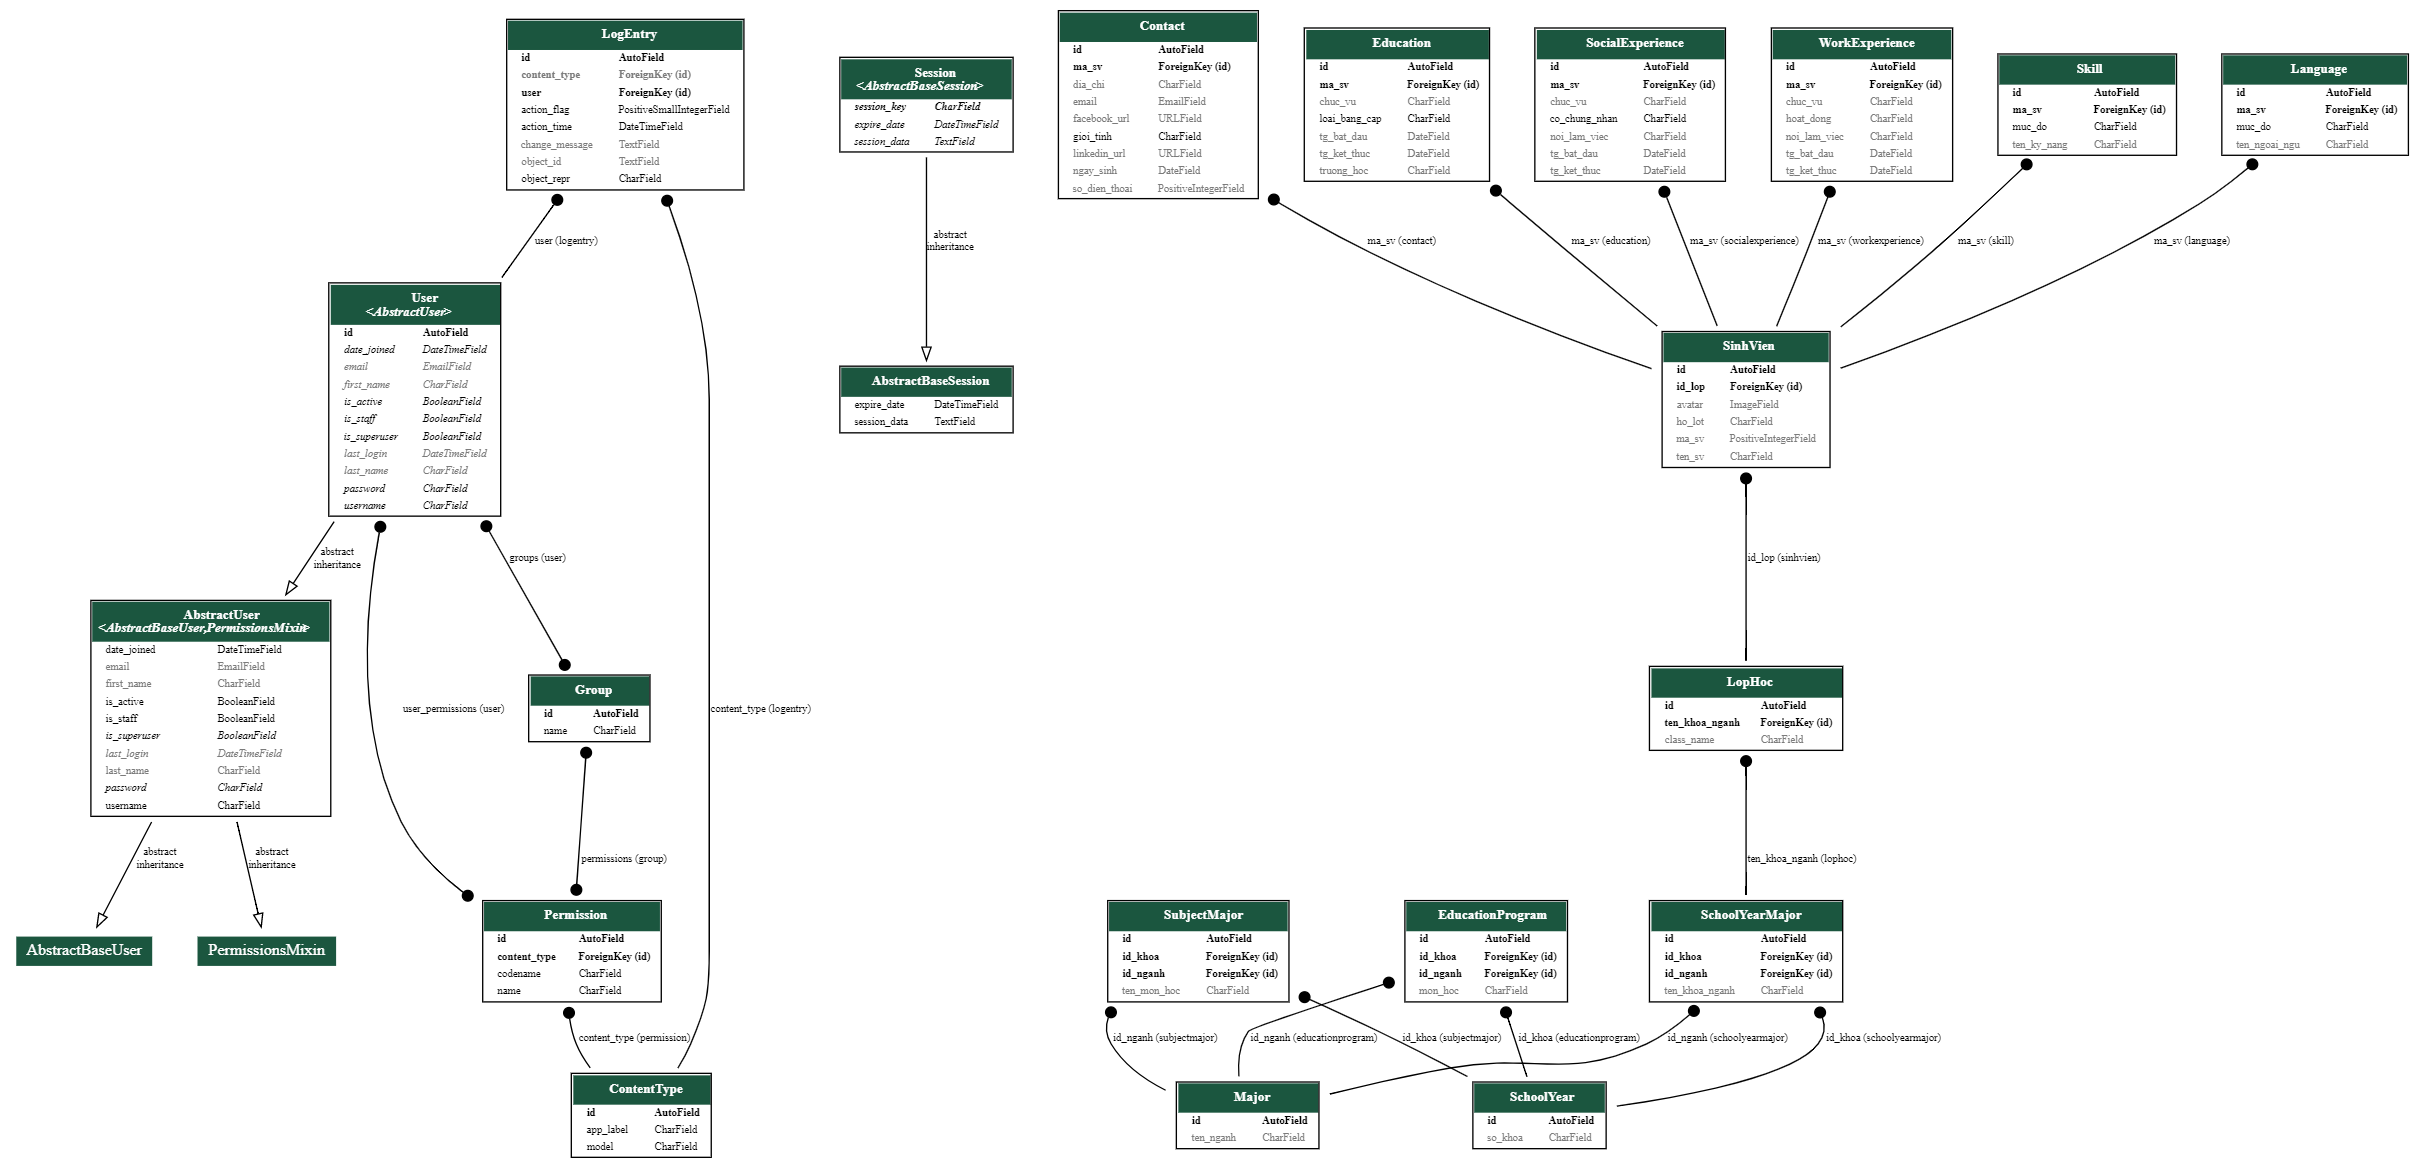 LogEntry
id AutoField
content_type ForeignKey (id)
user ForeignKey (id)
action_flag PositiveSmallIntegerField
action_time DateTimeField
change_message TextField
object_id TextField
object_repr CharField
Session
<AbstractBaseSession>
session_key CharField
expire_date DateTimeField
session_data TextField
Contact
id AutoField
ma_sv ForeignKey (id)
dia_chi CharField
email EmailField
facebook_url URLField
gioi_tinh CharField
linkedin_url URLField
ngay_sinh DateField
so_dien_thoai PositiveIntegerField
Education
id AutoField
ma_sv ForeignKey (id)
chuc_vu CharField
loai_bang_cap CharField
tg_bat_dau DateField
tg_ket_thuc DateField
truong_hoc CharField
SocialExperience
id AutoField
ma_sv ForeignKey (id)
chuc_vu CharField
co_chung_nhan CharField
noi_lam_viec CharField
tg_bat_dau DateField
tg_ket_thuc DateField
WorkExperience
id AutoField
ma_sv ForeignKey (id)
chuc_vu CharField
hoat_dong CharField
noi_lam_viec CharField
tg_bat_dau DateField
tg_ket_thuc DateField
Skill
id AutoField
ma_sv ForeignKey (id)
muc_do CharField
ten_ky_nang CharField
Language
id AutoField
ma_sv ForeignKey (id)
muc_do CharField
ten_ngoai_ngu CharField
user (logentry)
abstract
inheritance
ma_sv (contact)
ma_sv (education)
ma_sv (socialexperience)
ma_sv (workexperience)
ma_sv (skill)
ma_sv (language)
User
<AbstractUser>
id AutoField
date_joined DateTimeField
email EmailField
first_name CharField
is_active BooleanField
is_staff BooleanField
is_superuser BooleanField
last_login DateTimeField
last_name CharField
password CharField
username CharField
AbstractBaseSession
expire_date DateTimeField
session_data TextField
SinhVien
id AutoField
id_lop ForeignKey (id)
avatar ImageField
ho_lot CharField
ma_sv PositiveIntegerField
ten_sv CharField
abstract
inheritance
groups (user)
id_lop (sinhvien)
AbstractUser
<AbstractBaseUser,PermissionsMixin>
date_joined DateTimeField
email EmailField
first_name CharField
is_active BooleanField
is_staff BooleanField
is_superuser BooleanField
last_login DateTimeField
last_name CharField
password CharField
username CharField
Group
id AutoField
name CharField
user_permissions (user)
content_type (logentry)
LopHoc
id AutoField
ten_khoa_nganh ForeignKey (id)
class_name CharField
abstract
inheritance
abstract
inheritance
permissions (group)
ten_khoa_nganh (lophoc)
AbstractBaseUser
PermissionsMixin
Permission
id AutoField
content_type ForeignKey (id)
codename CharField
name CharField
SubjectMajor
id AutoField
id_khoa ForeignKey (id)
id_nganh ForeignKey (id)
ten_mon_hoc CharField
EducationProgram
id AutoField
id_khoa ForeignKey (id)
id_nganh ForeignKey (id)
mon_hoc CharField
SchoolYearMajor
id AutoField
id_khoa ForeignKey (id)
id_nganh ForeignKey (id)
ten_khoa_nganh CharField
content_type (permission)
id_nganh (subjectmajor)
id_nganh (educationprogram)
id_khoa (subjectmajor)
id_khoa (educationprogram)
id_nganh (schoolyearmajor)
id_khoa (schoolyearmajor)
ContentType
id AutoField
app_label CharField
model CharField
Major
id AutoField
ten_nganh CharField
SchoolYear
id AutoField
so_khoa CharField